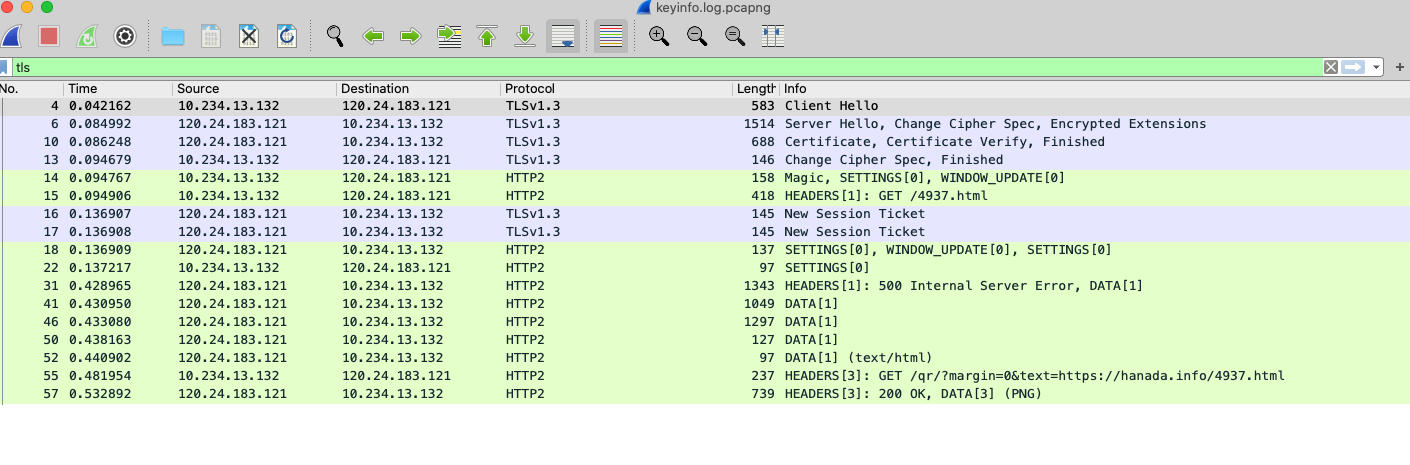 keyinfo.log.pcapng
tls
No. Time Source Destination Protocol Length Info
4 0.042162 10.234.13.132 120.24.183.121 TLSv1.3 583 Client Hello
6 0.084992 120.24.183.121 10.234.13.132 TLSv1.3 1514 Server Hello, Change Cipher Spec, Encrypted Extensions
10 0.086248 120.24.183.121 10.234.13.132 TLSv1.3 688 Certificate, Certificate Verify, Finished
13 0.094679 10.234.13.132 120.24.183.121 TLSv1.3 146 Change Cipher Spec, Finished
14 0.094767 10.234.13.132 120.24.183.121 HTTP2 158 Magic, SETTINGS[0], WINDOW_UPDATE[0]
15 0.094906 10.234.13.132 120.24.183.121 HTTP2 418 HEADERS[1]: GET /4937.html
16 0.136907 120.24.183.121 10.234.13.132 TLSv1.3 145 New Session Ticket
17 0.136908 120.24.183.121 10.234.13.132 TLSv1.3 145 New Session Ticket
18 0.136909 120.24.183.121 10.234.13.132 HTTP2 137 SETTINGS[0], WINDOW_UPDATE[0], SETTINGS[0]
22 0.137217 10.234.13.132 120.24.183.121 HTTP2 97 SETTINGS[0]
31 0.428965 120.24.183.121 10.234.13.132 HTTP2 1343 HEADERS[1]: 500 Internal Server Error, DATA[1]
41 0.430950 120.24.183.121 10.234.13.132 HTTP2 1049 DATA[1]
46 0.433080 120.24.183.121 10.234.13.132 HTTP2 1297 DATA[1]
50 0.438163 120.24.183.121 10.234.13.132 HTTP2 127 DATA[1]
52 0.440902 120.24.183.121 10.234.13.132 HTTP2 97 DATA[1] (text/html)
55 0.481954 10.234.13.132 120.24.183.121 HTTP2 237 HEADERS[3]: GET /qr/?margin=0&text=https://hanada.info/4937.html
57 0.532892 120.24.183.121 10.234.13.132 HTTP2 739 HEADERS[3]: 200 OK, DATA[3] (PNG)